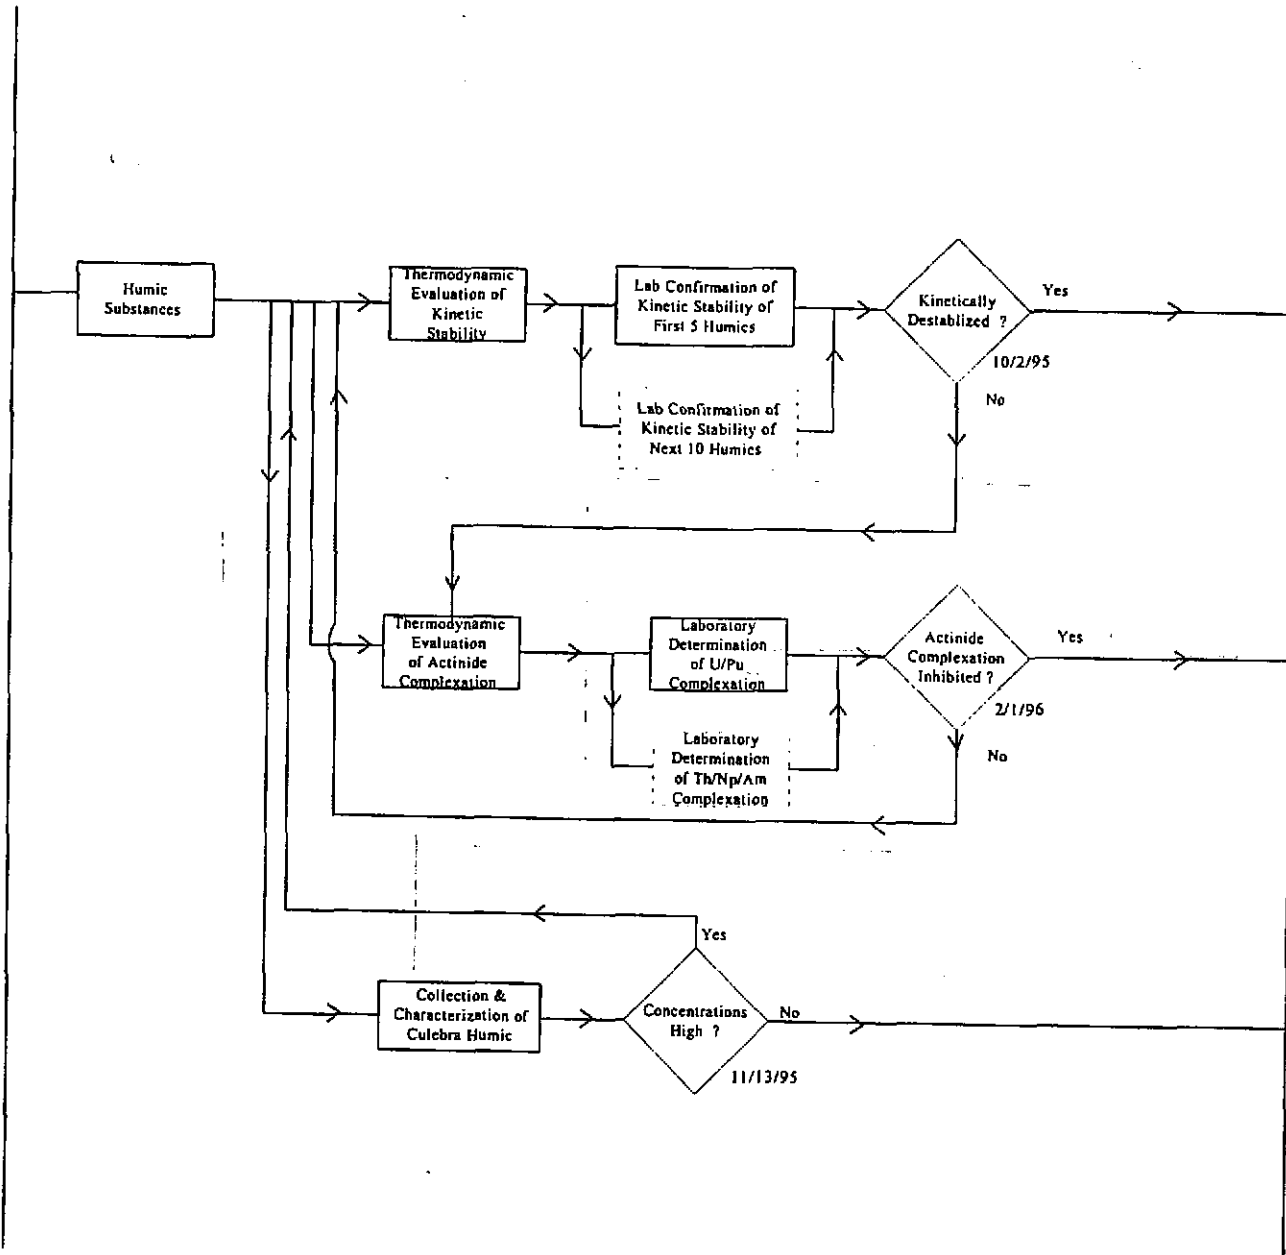 Humic
Substances
Thermodynamic
Evaluation of
Kinetic
Stability
Lab Confirmation of
Kinetic Stability of
First 5 Humics
Kinetically
Destablized ?
Yes
10/2/95
No
Lab Confirmation of
Kinetic Stability of
Next 10 Humics
Thermodynamic
Evaluation
of Actinide
Complexation
Laboratory
Determination
of U/Pu
Complexation
Actinide
Complexation
Inhibited ?
Yes
2/1/96
No
Laboratory
Determination
of Th/Np/Am
Complexation
Yes
Collection &
Characterization of
Culebra Humic
Concentrations
High ?
No
11/13/95